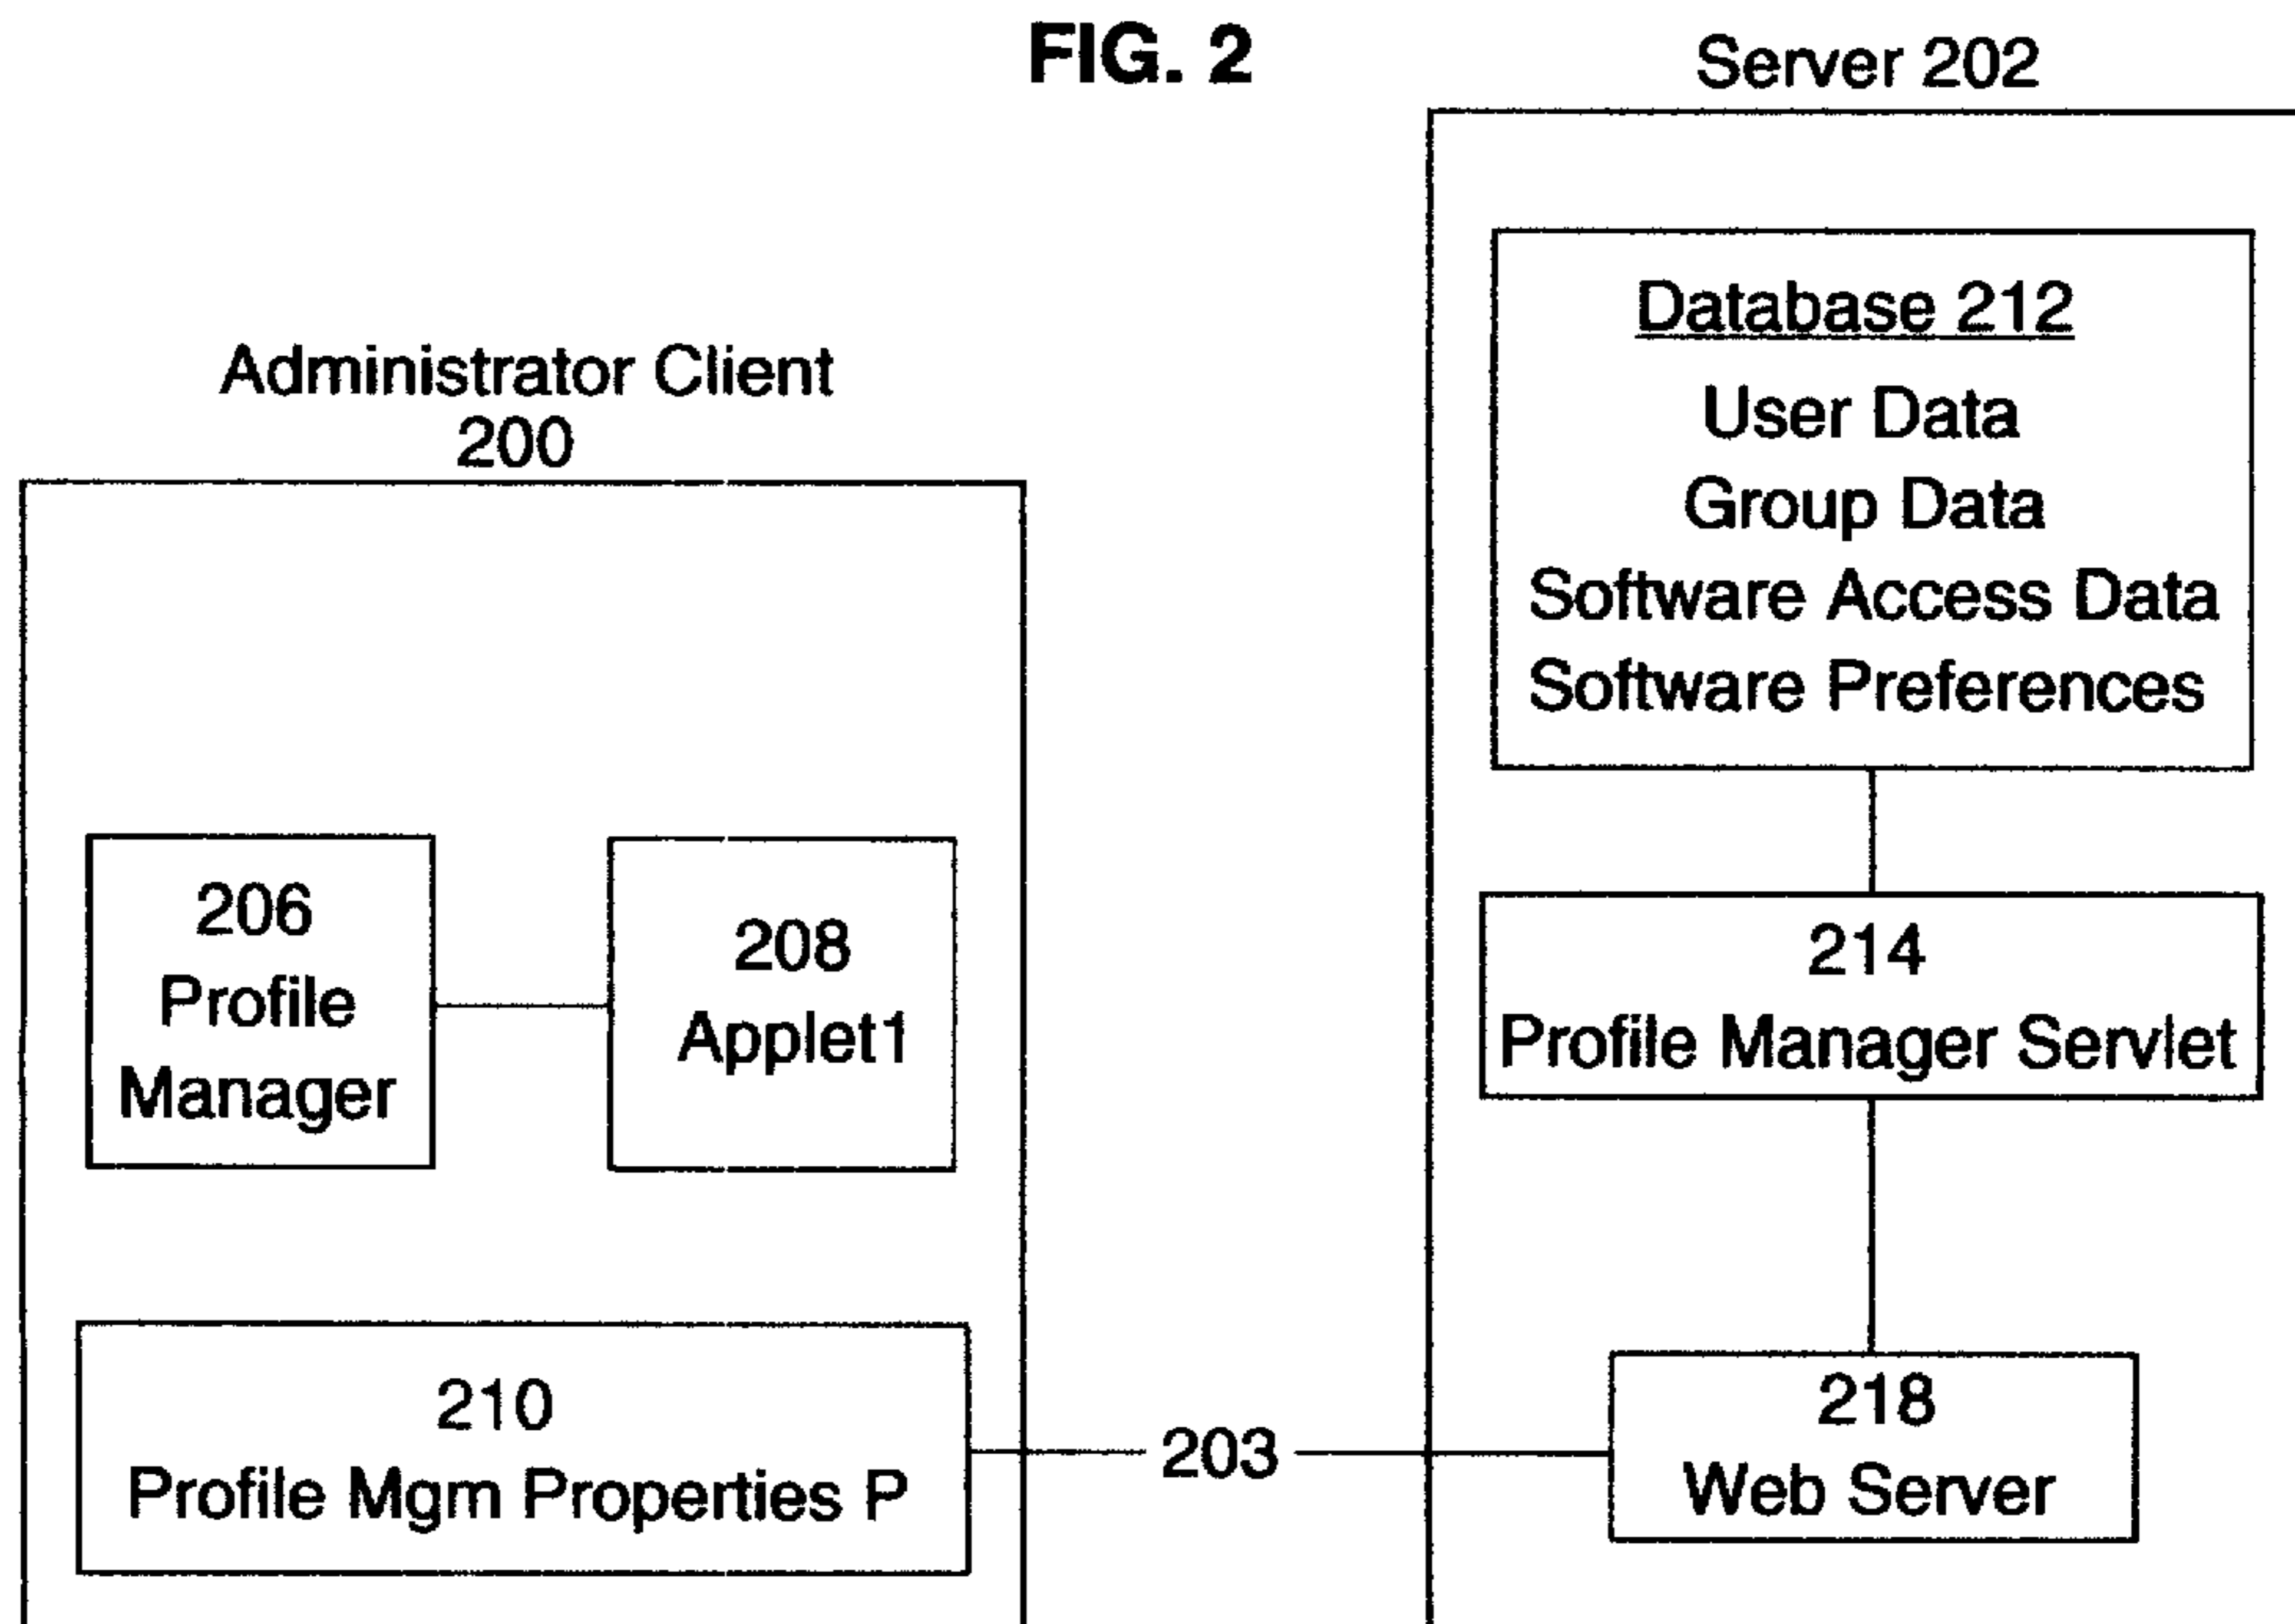 FIG. 2
Server 202
Database 212
User Data
Group Data
Software Access Data
Software Preferences
Administrator Client
200
206
Profile
Manager
208
Applet1
214
Profile Manager Servlet
210
Profile Mgm Properties P
203
218
Web Server